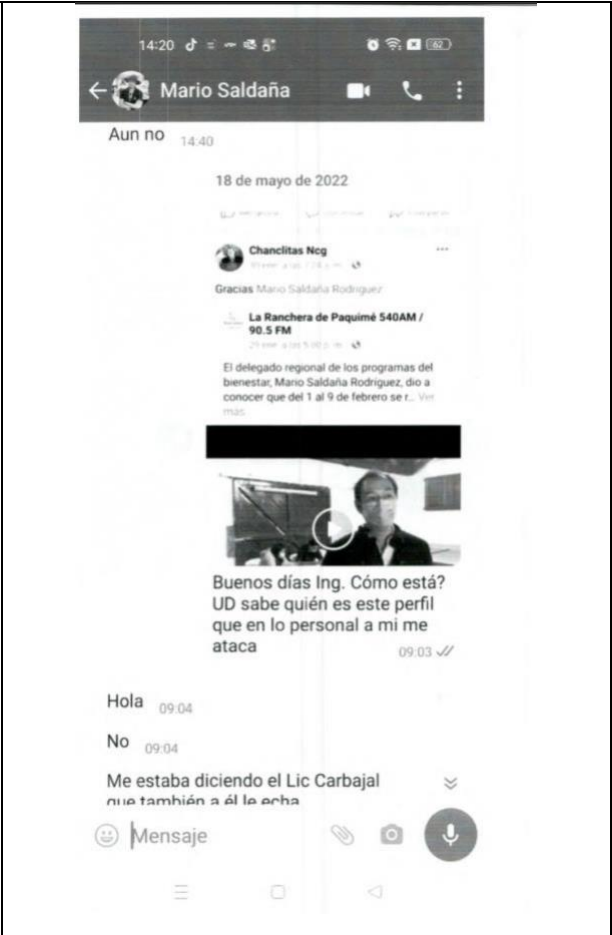 14:20
62
Mario Saldaña
Aun no 14:40
18 de mayo de 2022
Chanclitas Ncg
Gracias Mario Saldaña Rodriguez
La Ranchera de Paquimé 540AM /
90.5 FM
El delegado regional de los programas del
bienestar, Mario Saldaña Rodriguez, dio a
conocer que del 1 al 9 de febrero se r... Ver
mas
Buenos días Ing. Cómo está?
UD sabe quién es este perfil
que en lo personal a mi me
ataca 09:03
Hola 09:04
No 09:04
Me estaba diciendo el Lic Carbajal
que también a él le echa
Mensaje